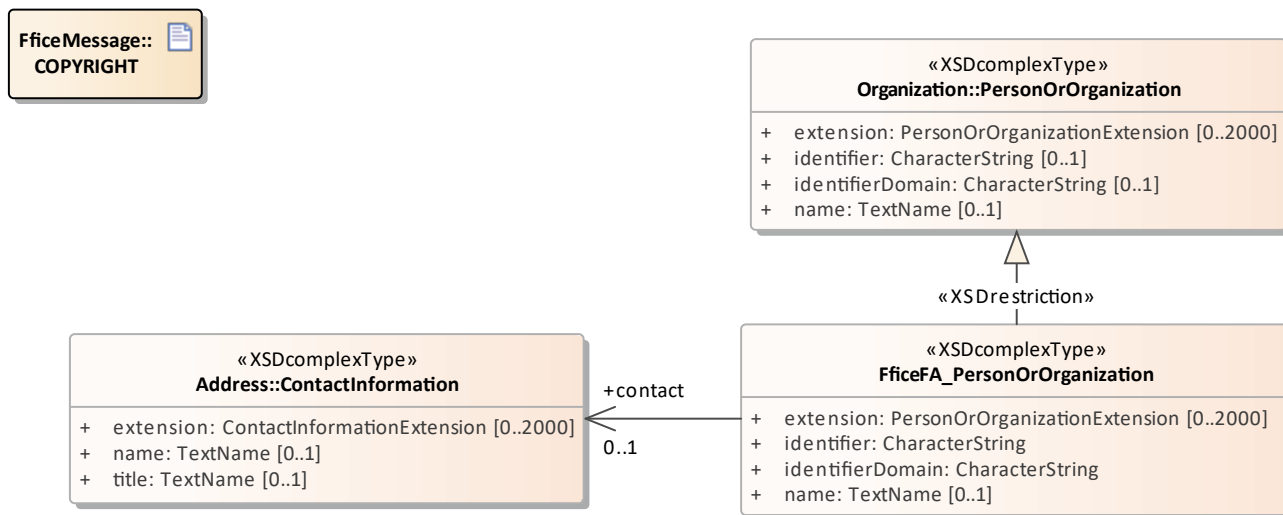 FficeMessage::
COPYRIGHT
«XSDcomplexType»
Organization::PersonOrOrganization
+ extension: PersonOrOrganizationExtension [0..2000]
+ identifier: CharacterString [0..1]
+ identifierDomain: CharacterString [0..1]
+ name: TextName [0..1]
«XSDrestriction»
«XSDcomplexType»
Address::ContactInformation
+ extension: ContactInformationExtension [0..2000]
+ name: TextName [0..1]
+ title: TextName [0..1]
+contact
0..1
«XSDcomplexType»
FficeFA_PersonOrOrganization
+ extension: PersonOrOrganizationExtension [0..2000]
+ identifier: CharacterString
+ identifierDomain: CharacterString
+ name: TextName [0..1]